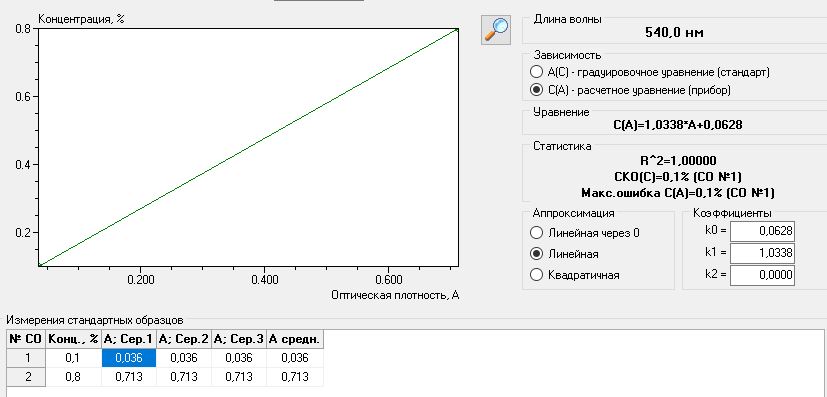 Концентрация, %
0.8
0.6
0.4
0.2
0.200
0.400
0.600
Оптическая плотность, А
Длина волны
540,0 нм
Зависимость
А(С) - градуировочное уравнение (стандарт)
С(А) - расчетное уравнение (прибор)
Уравнение
С(А)=1,0338*А+0,0628
Статистика
R^2=1,00000
СКО(С)=0,1% (СО №1)
Макс.ошибка С(А)=0,1% (СО №1)
Аппроксимация
Линейная через 0
Линейная
Квадратичная
Коэффициенты
k0 = 0,0628
k1 = 1,0338
k2 = 0,0000
Измерения стандартных образцов
№ СО Конц., % А; Сер.1 А; Сер.2 А; Сер.3 А средн.
1 0,1 0,036 0,036 0,036 0,036
2 0,8 0,713 0,713 0,713 0,713